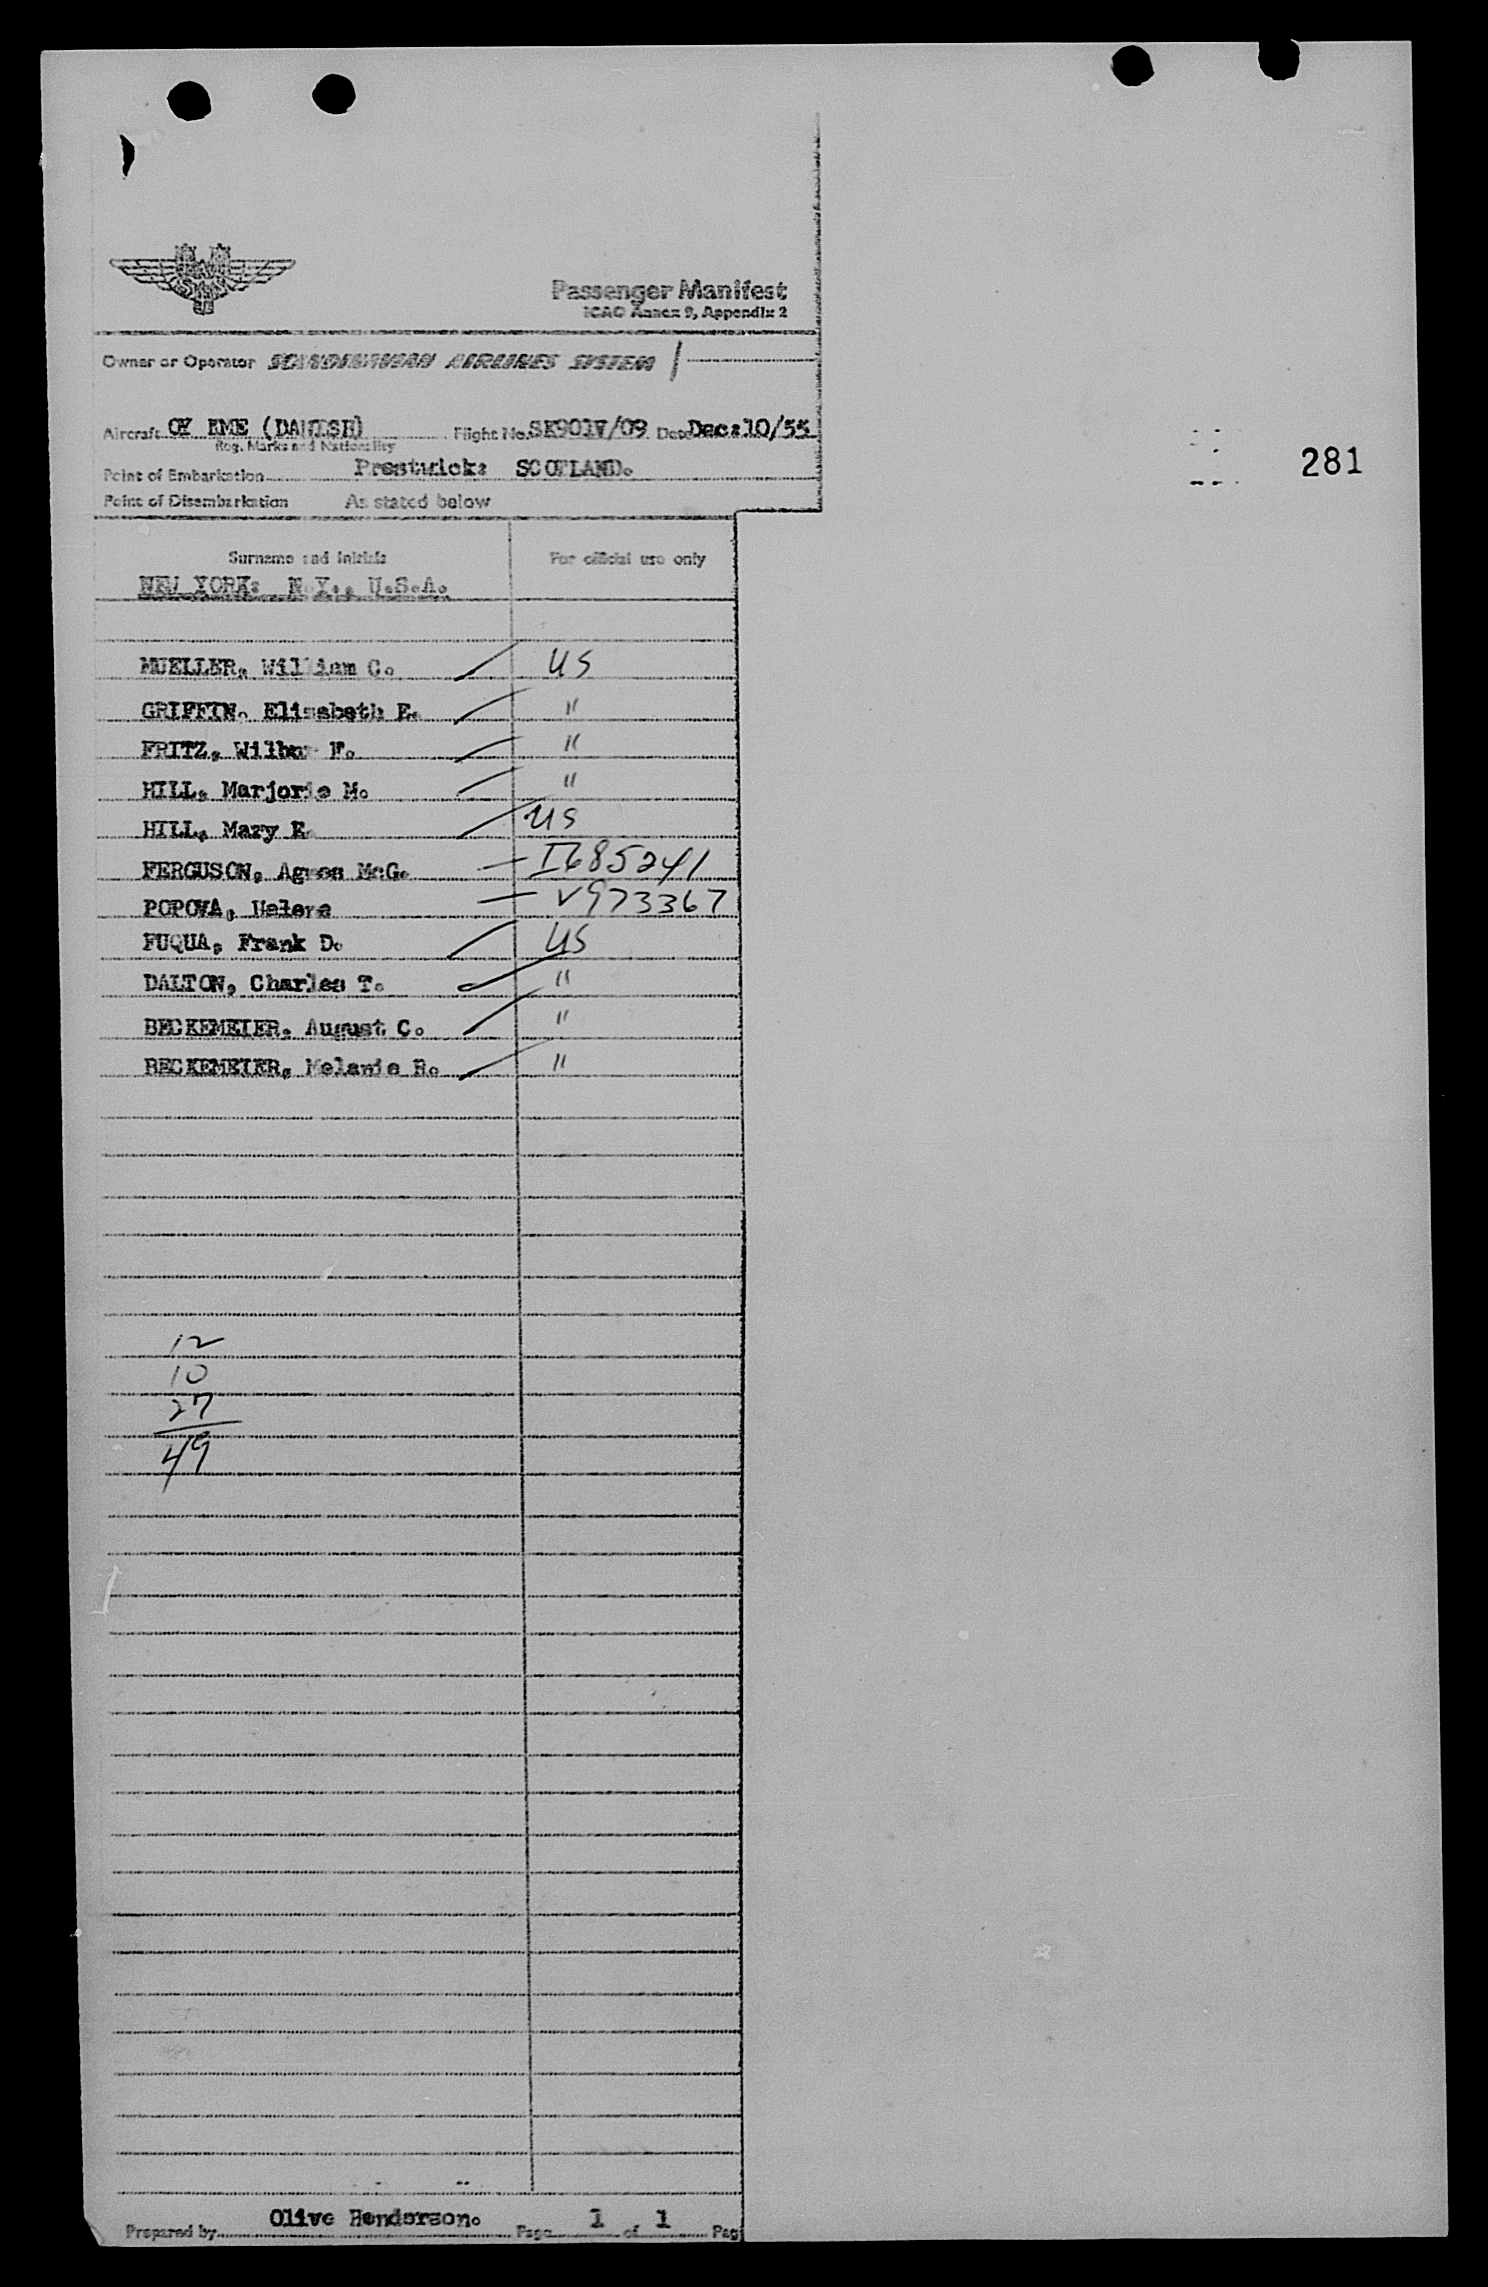 SAS
Passenger Manifest
ICAO Annex 9, Appendix 2
Owner or Operator SCANDINAVIAN AIRLINES SYSTEM /
Aircraft OY KME (DANISH) Flight No. SK901V/09 Date Dec:10/55
Reg. Marks and Nationality
281
Point of Embarkation Prestwick: SCOTLAND.
Point of Disembarkation As stated below
Surname and initials For official use only
NEW YORK: N.Y., U.S.A.
MUELLER, William C. US
GRIFFIN, Elisabeth E. "
FRITZ, Wilbur F. "
HILL, Marjorie M. "
HILL, Mary E. US
FERGUSON, Agnes McG. — I685241
POPOVA, Helene — V973367
FUQUA, Frank D. US
DALTON, Charles T. "
BECKEMEIER, August C. "
BECKEMEIER, Melanie R. "
12
10
27
49
Prepared by Olive Henderson. Page 1 of 1 Pag